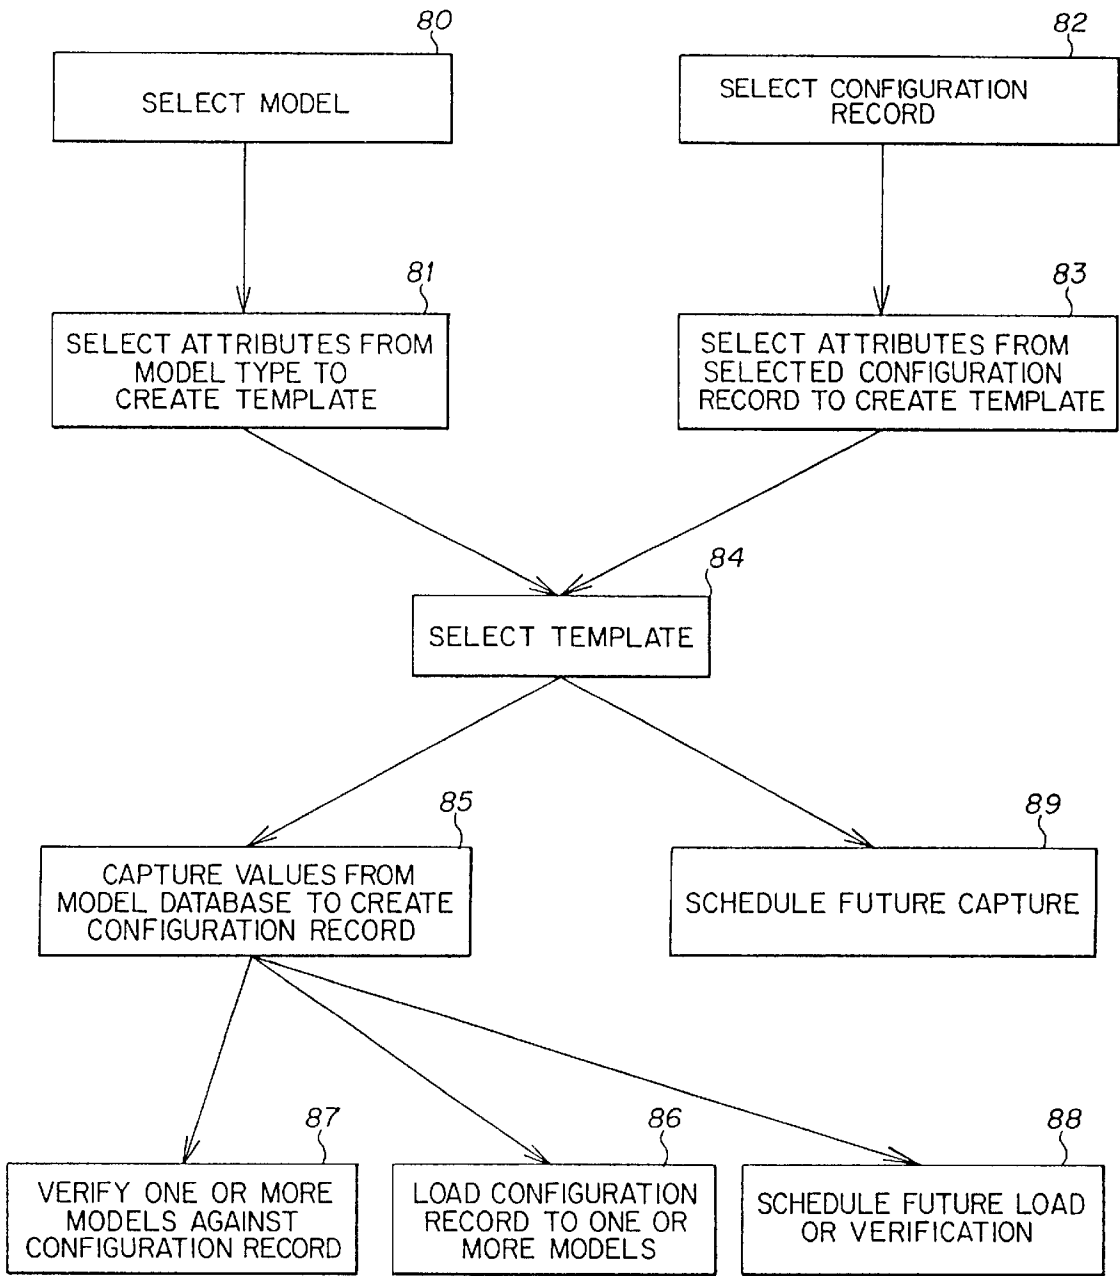 80
SELECT MODEL
82
SELECT CONFIGURATION
RECORD
81
SELECT ATTRIBUTES FROM
MODEL TYPE TO
CREATE TEMPLATE
83
SELECT ATTRIBUTES FROM
SELECTED CONFIGURATION
RECORD TO CREATE TEMPLATE
84
SELECT TEMPLATE
85
CAPTURE VALUES FROM
MODEL DATABASE TO CREATE
CONFIGURATION RECORD
89
SCHEDULE FUTURE CAPTURE
87
VERIFY ONE OR MORE
MODELS AGAINST
CONFIGURATION RECORD
86
LOAD CONFIGURATION
RECORD TO ONE OR
MORE MODELS
88
SCHEDULE FUTURE LOAD
OR VERIFICATION